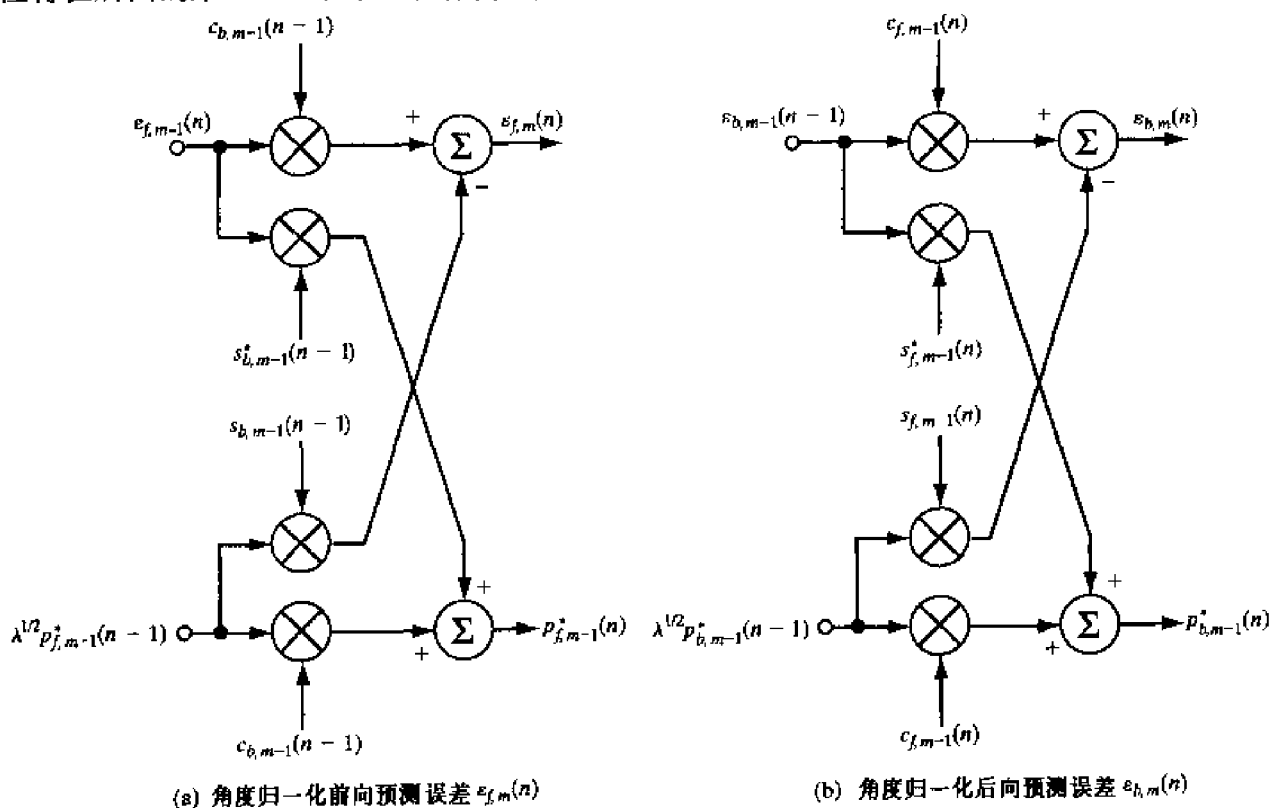 c_{b,m-1}(n - 1)
ε_{f,m-1}(n)
+
Σ
ε_{f,m}(n)
−
s*_{b,m-1}(n - 1)
s_{b,m-1}(n - 1)
+
λ^{1/2}p*_{f,m-1}(n - 1)
+
Σ
p*_{f,m-1}(n)
c_{b,m-1}(n - 1)
(a) 角度归一化前向预测误差 ε_{f,m}(n)
c_{f,m-1}(n)
ε_{b,m-1}(n - 1)
+
Σ
ε_{b,m}(n)
−
s*_{f,m-1}(n)
s_{f,m-1}(n)
+
λ^{1/2}p*_{b,m-1}(n - 1)
+
Σ
p*_{b,m-1}(n)
c_{f,m-1}(n)
(b) 角度归一化后向预测误差 ε_{b,m}(n)